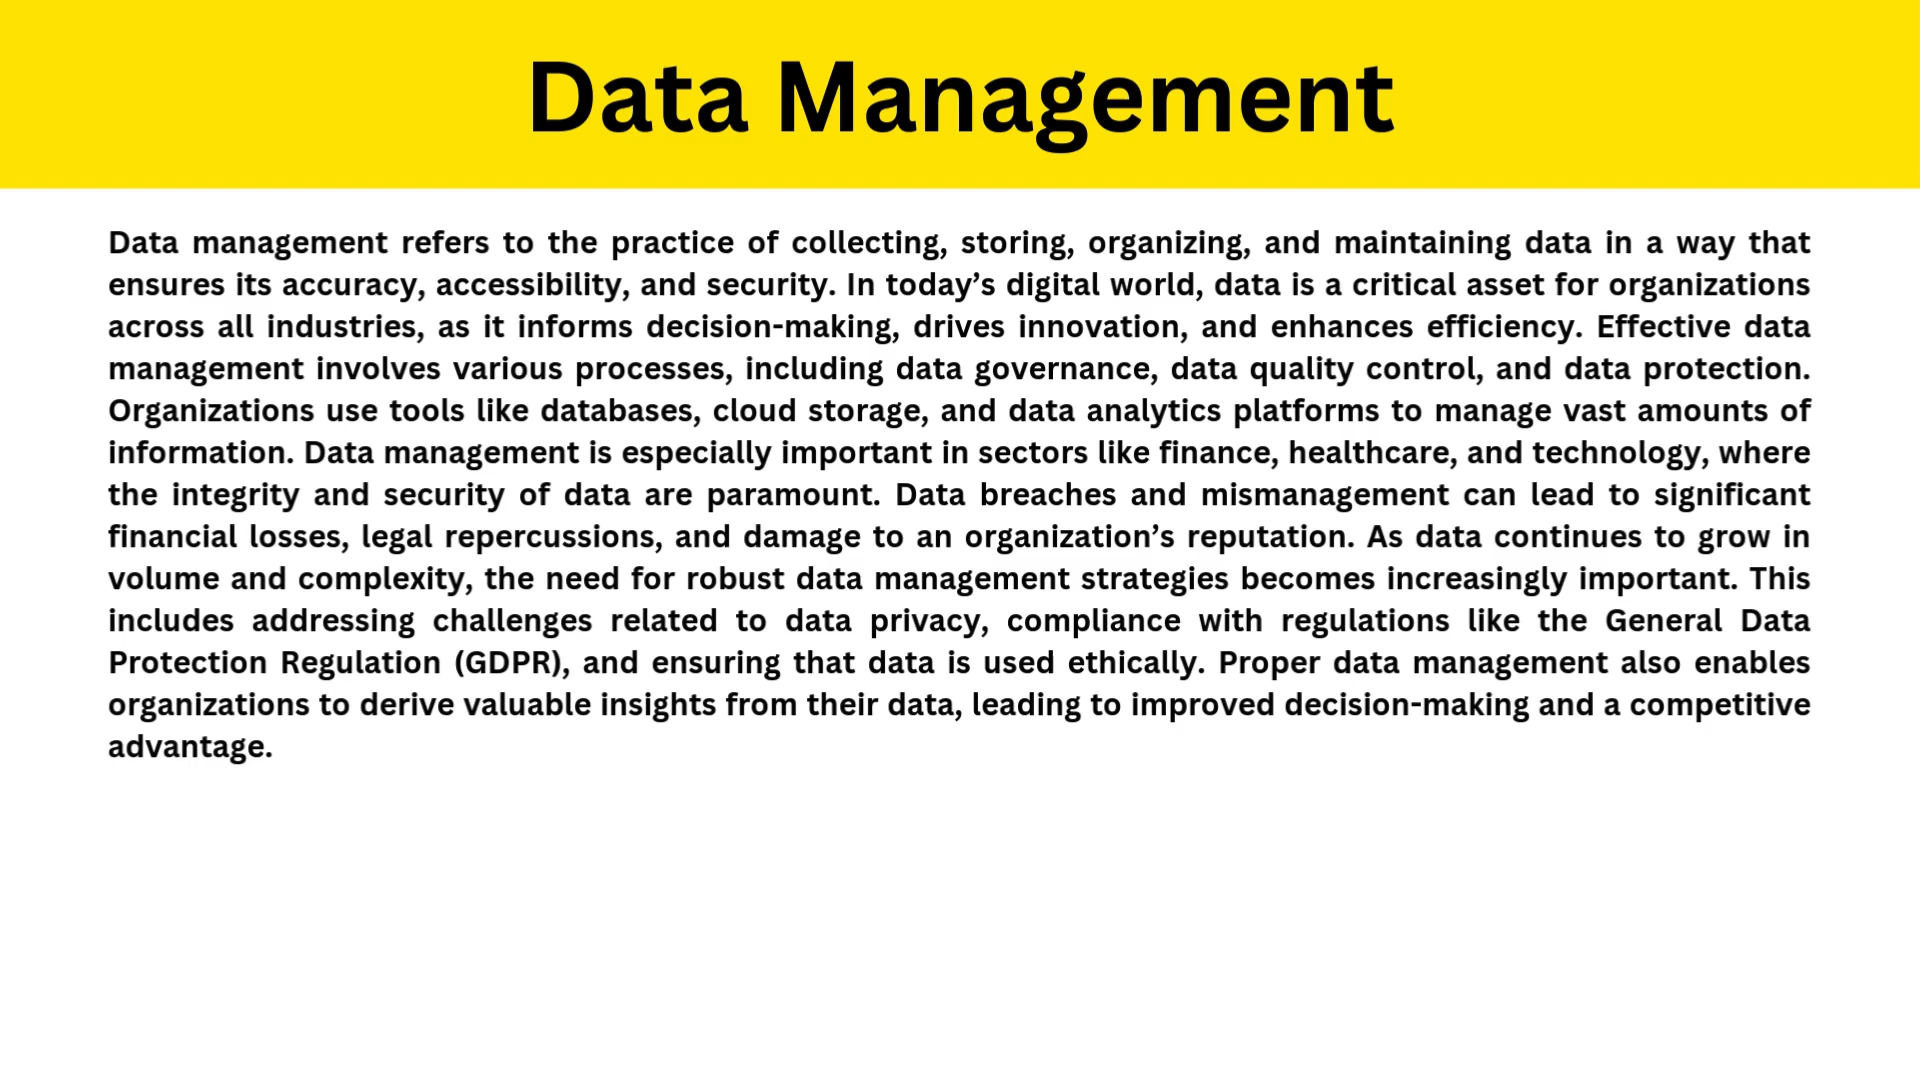 Data Management
Data management refers to the practice of collecting, storing, organizing, and maintaining data in a way that
ensures its accuracy, accessibility, and security. In today’s digital world, data is a critical asset for organizations
across all industries, as it informs decision-making, drives innovation, and enhances efficiency. Effective data
management involves various processes, including data governance, data quality control, and data protection.
Organizations use tools like databases, cloud storage, and data analytics platforms to manage vast amounts of
information. Data management is especially important in sectors like finance, healthcare, and technology, where
the integrity and security of data are paramount. Data breaches and mismanagement can lead to significant
financial losses, legal repercussions, and damage to an organization’s reputation. As data continues to grow in
volume and complexity, the need for robust data management strategies becomes increasingly important. This
includes addressing challenges related to data privacy, compliance with regulations like the General Data
Protection Regulation (GDPR), and ensuring that data is used ethically. Proper data management also enables
organizations to derive valuable insights from their data, leading to improved decision-making and a competitive
advantage.